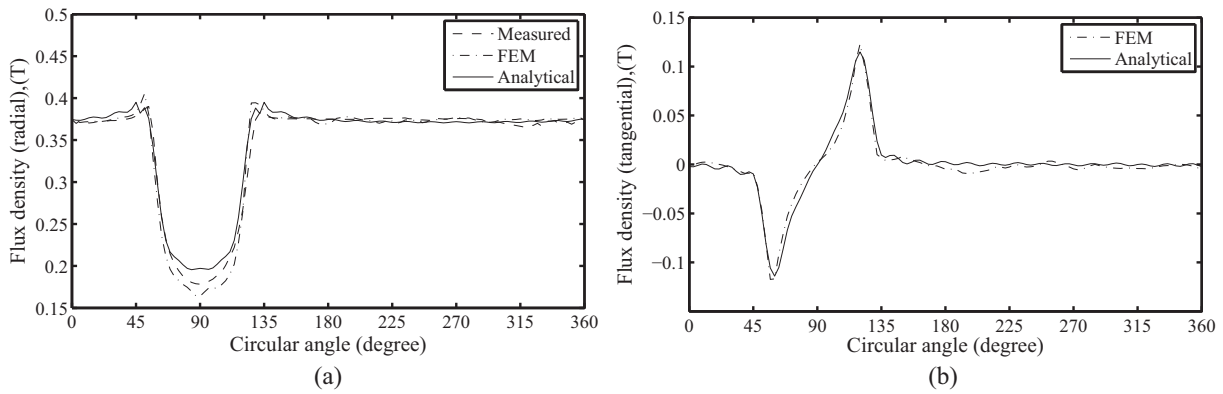 Flux density (radial),(T)
0.5
0.45
0.4
0.35
0.3
0.25
0.2
0.15
Measured
FEM
Analytical
0 45 90 135 180 225 270 315 360
Circular angle (degree)
(a)
Flux density (tangential),(T)
0.15
0.10
0.05
0
−0.05
−0.1
FEM
Analytical
0 45 90 135 180 225 270 315 360
Circular angle (degree)
(b)